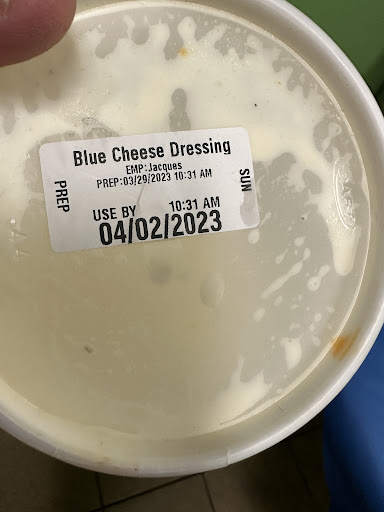 Blue Cheese Dressing
EMP:Jacques
PREP:03/29/2023 10:31 AM
PREP
SUN
USE BY 10:31 AM
04/02/2023